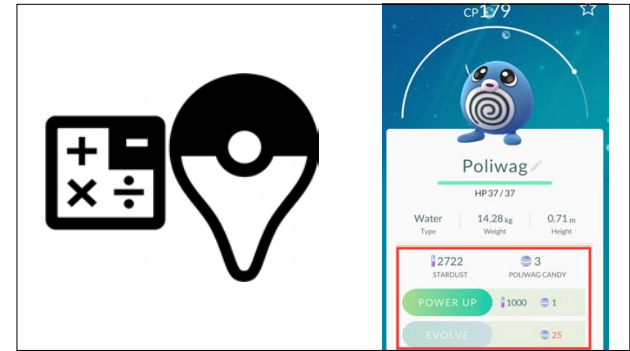 + -
× ÷
CP179
Poliwag
HP 37 / 37
Water 14.28 kg 0.71 m
Type Weight Height
2722 3
STARDUST POLIWAG CANDY
POWER UP 1000 1
EVOLVE 25